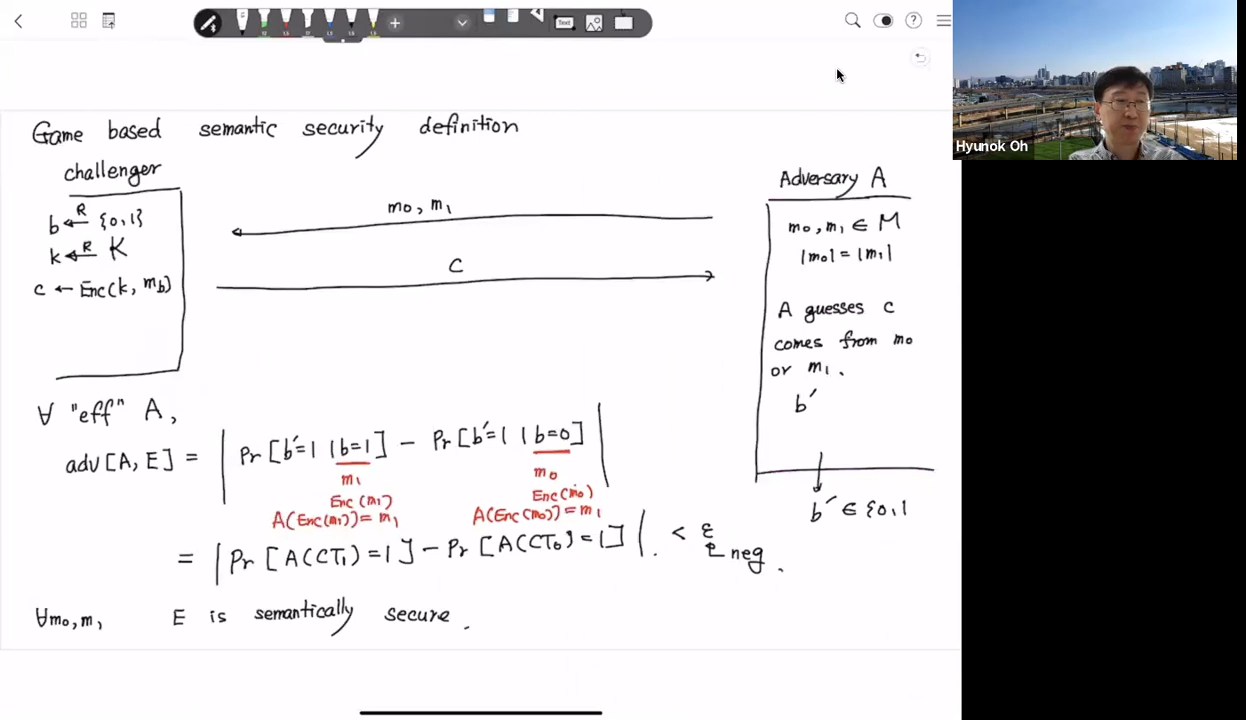 Text
Hyunok Oh
Game based semantic security definition
challenger
b ←R {0,1}
k ←R K
c ← Enc(k, mb)
m0, m1
C
Adversary A
m0, m1 ∈ M
|m0| = |m1|
A guesses c
comes from m0
or m1.
b′
b′ ∈ {0,1
∀ "eff" A,
adv[A, E] = | Pr[b′=1 | b=1] − Pr[b′=1 | b=0] |
m1
m0
Enc(m1)
Enc(m0)
A(Enc(m1)) = m1
A(Enc(m0)) = m1
= | Pr[A(CT1) = 1] − Pr[A(CT0) = 1] |. < ε
neg.
∀m0, m1 E is semantically secure.